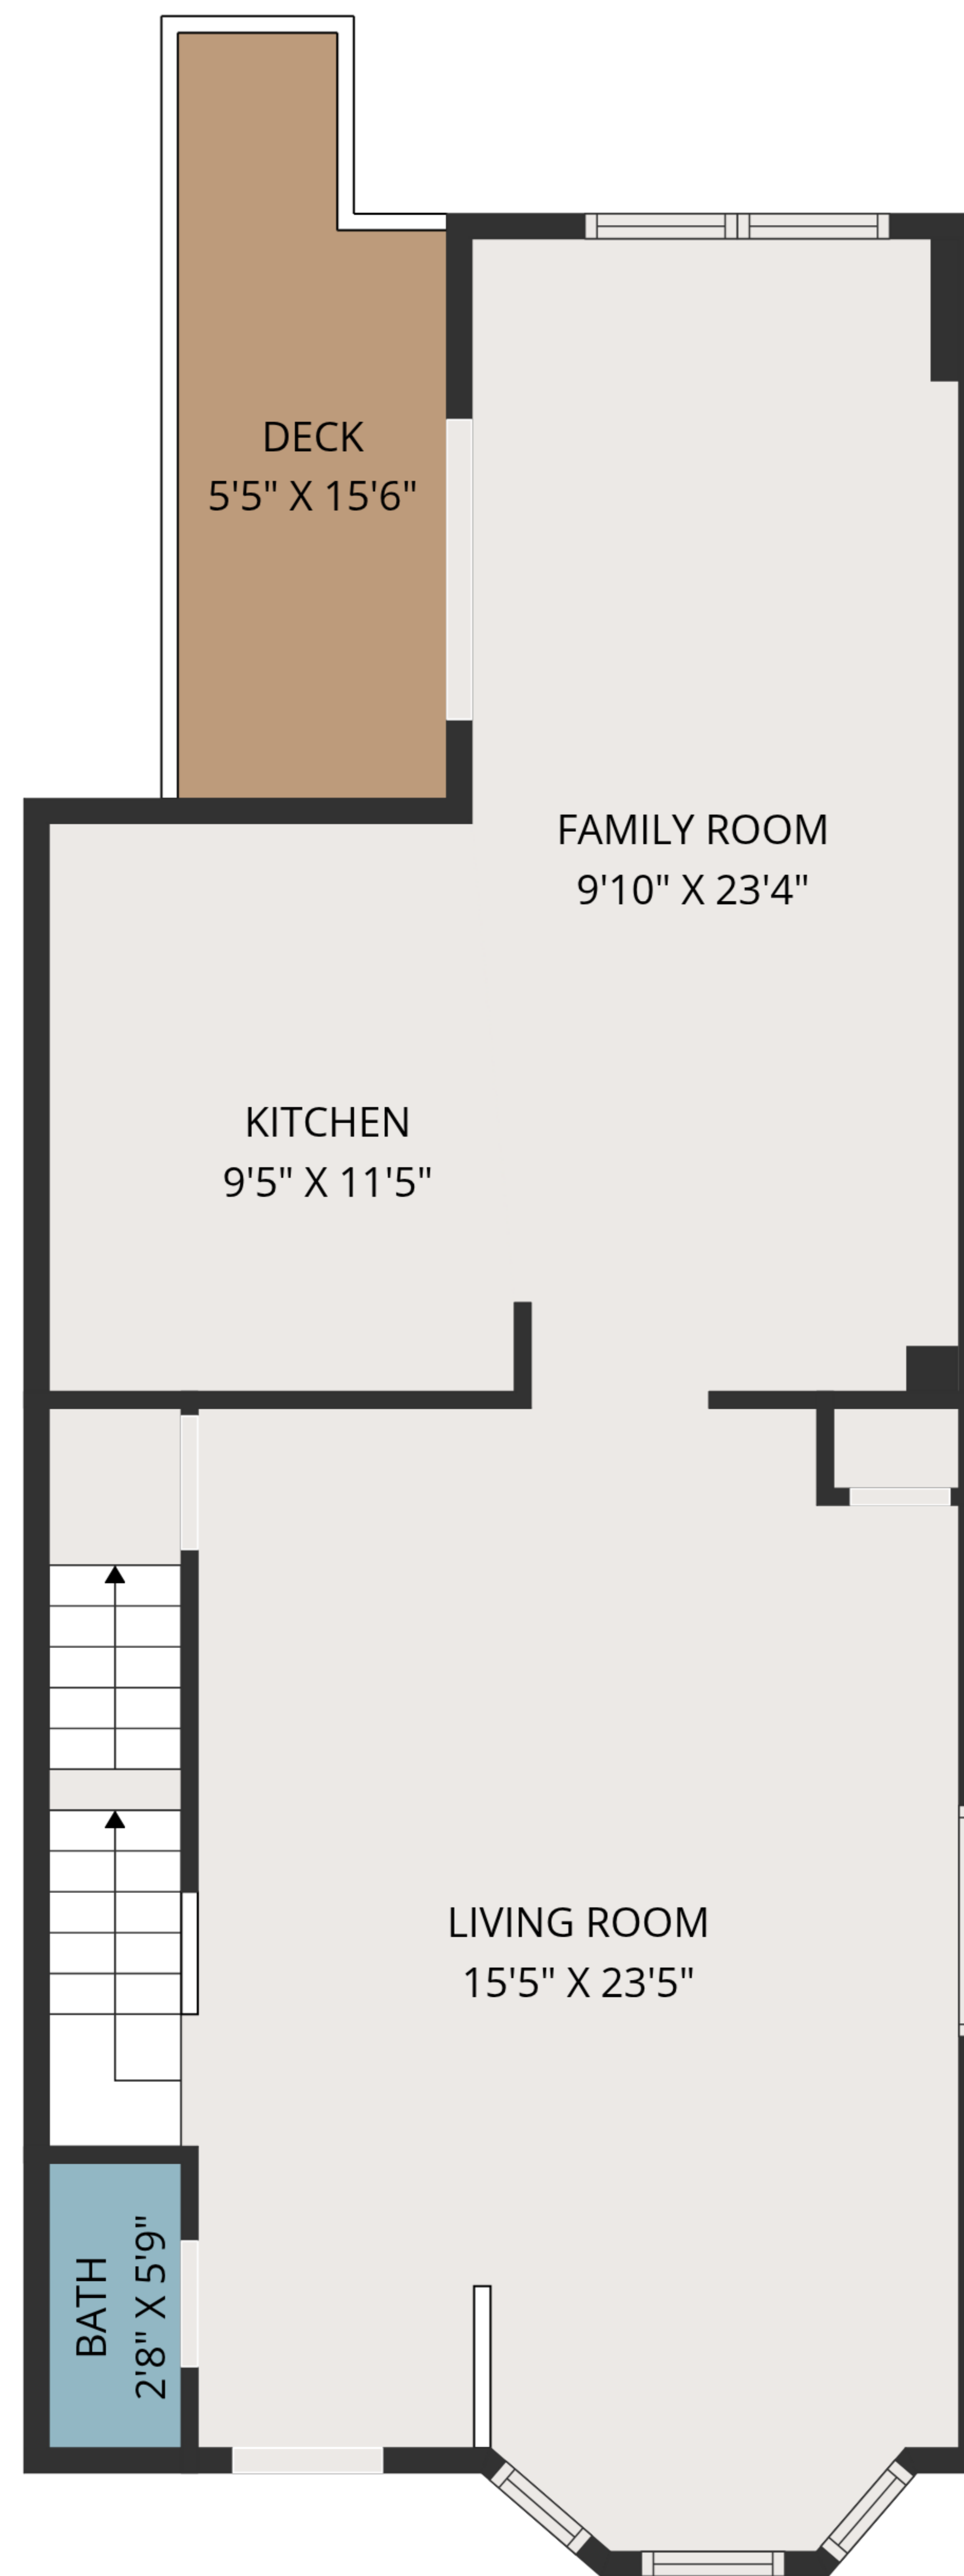 DECK
5'5" X 15'6"
FAMILY ROOM
9'10" X 23'4"
KITCHEN
9'5" X 11'5"
LIVING ROOM
15'5" X 23'5"
BATH
2'8" X 5'9"